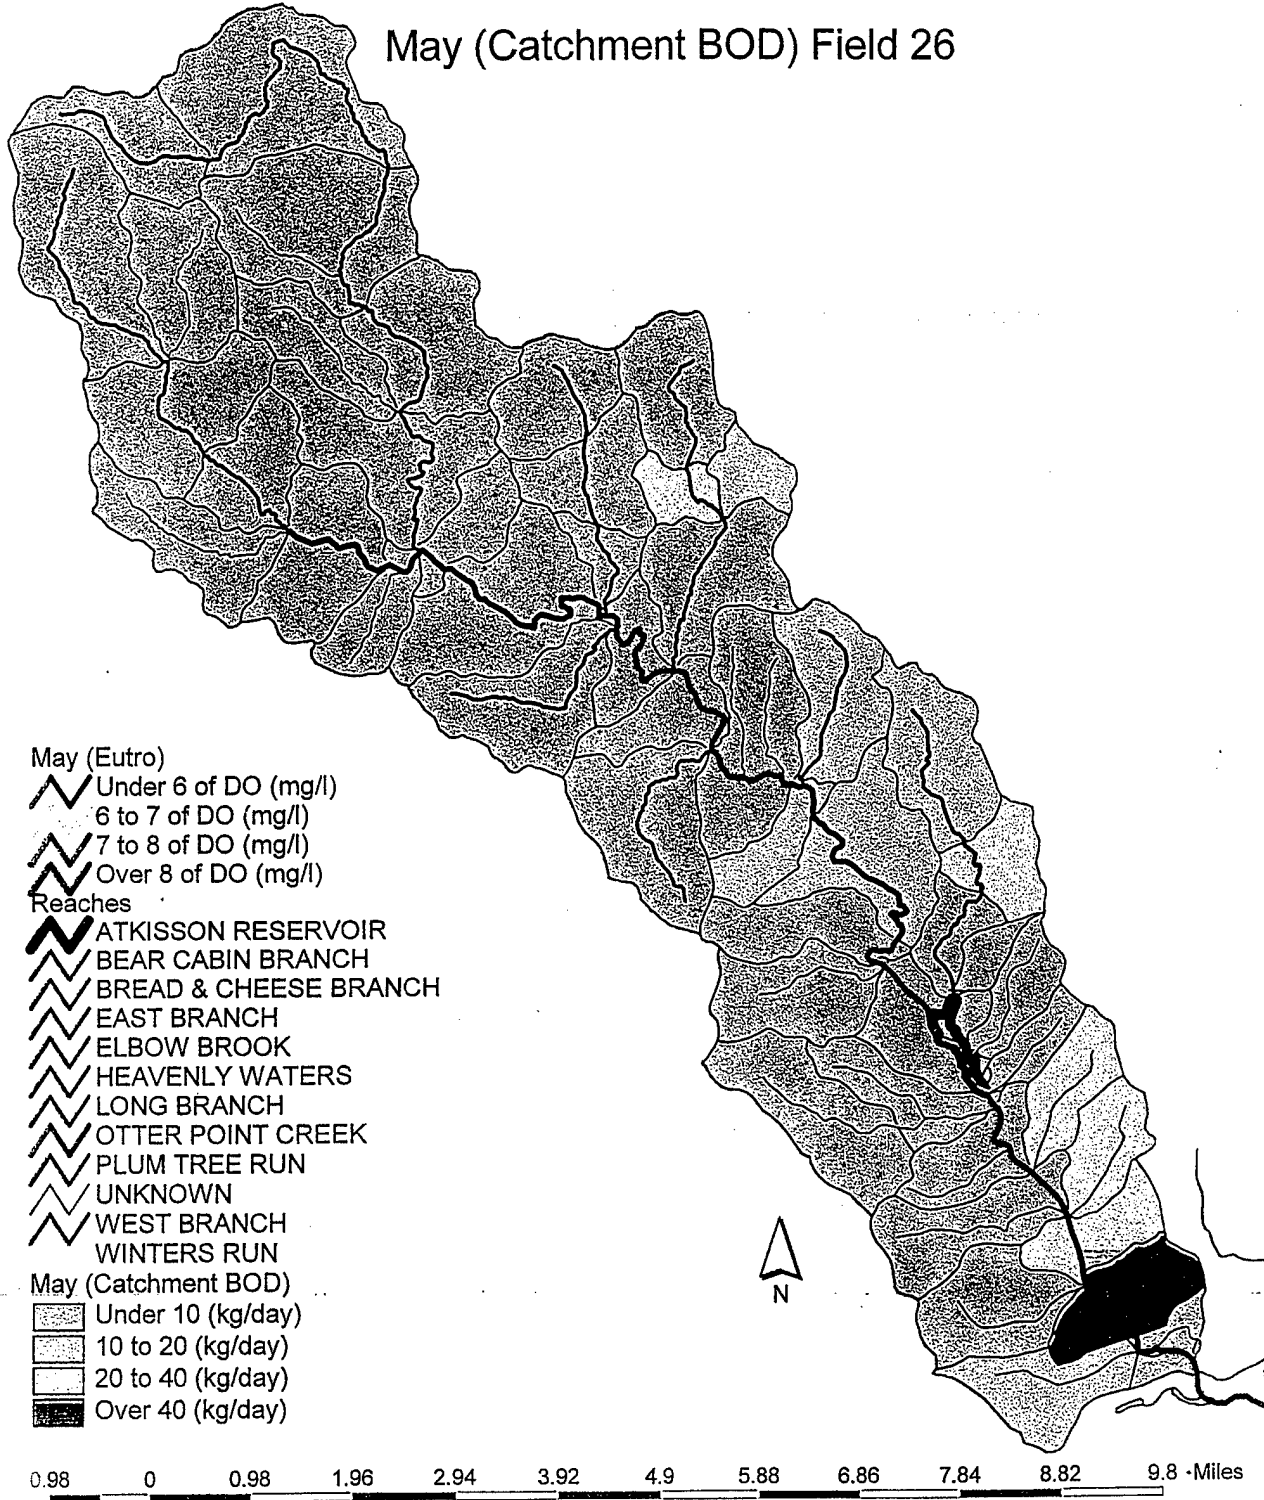 May (Catchment BOD) Field 26
May (Eutro)
Under 6 of DO (mg/l)
6 to 7 of DO (mg/l)
7 to 8 of DO (mg/l)
Over 8 of DO (mg/l)
Reaches
ATKISSON RESERVOIR
BEAR CABIN BRANCH
BREAD & CHEESE BRANCH
EAST BRANCH
ELBOW BROOK
HEAVENLY WATERS
LONG BRANCH
OTTER POINT CREEK
PLUM TREE RUN
UNKNOWN
WEST BRANCH
WINTERS RUN
May (Catchment BOD)
Under 10 (kg/day)
10 to 20 (kg/day)
20 to 40 (kg/day)
Over 40 (kg/day)
N
0.98 0 0.98 1.96 2.94 3.92 4.9 5.88 6.86 7.84 8.82 9.8 Miles